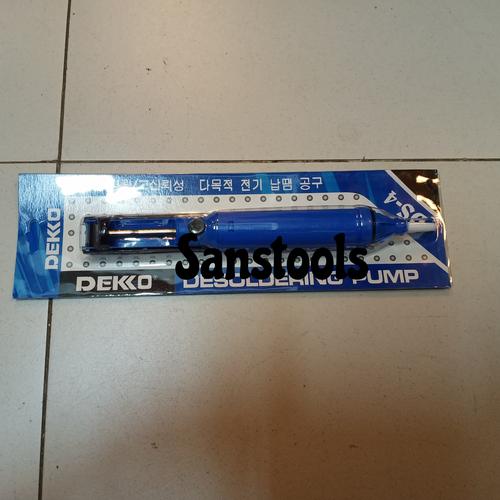 다목적 전기 납땜 공구
DEKKO
DS-4
Sanstools
DEKKO DESOLDERING PUMP